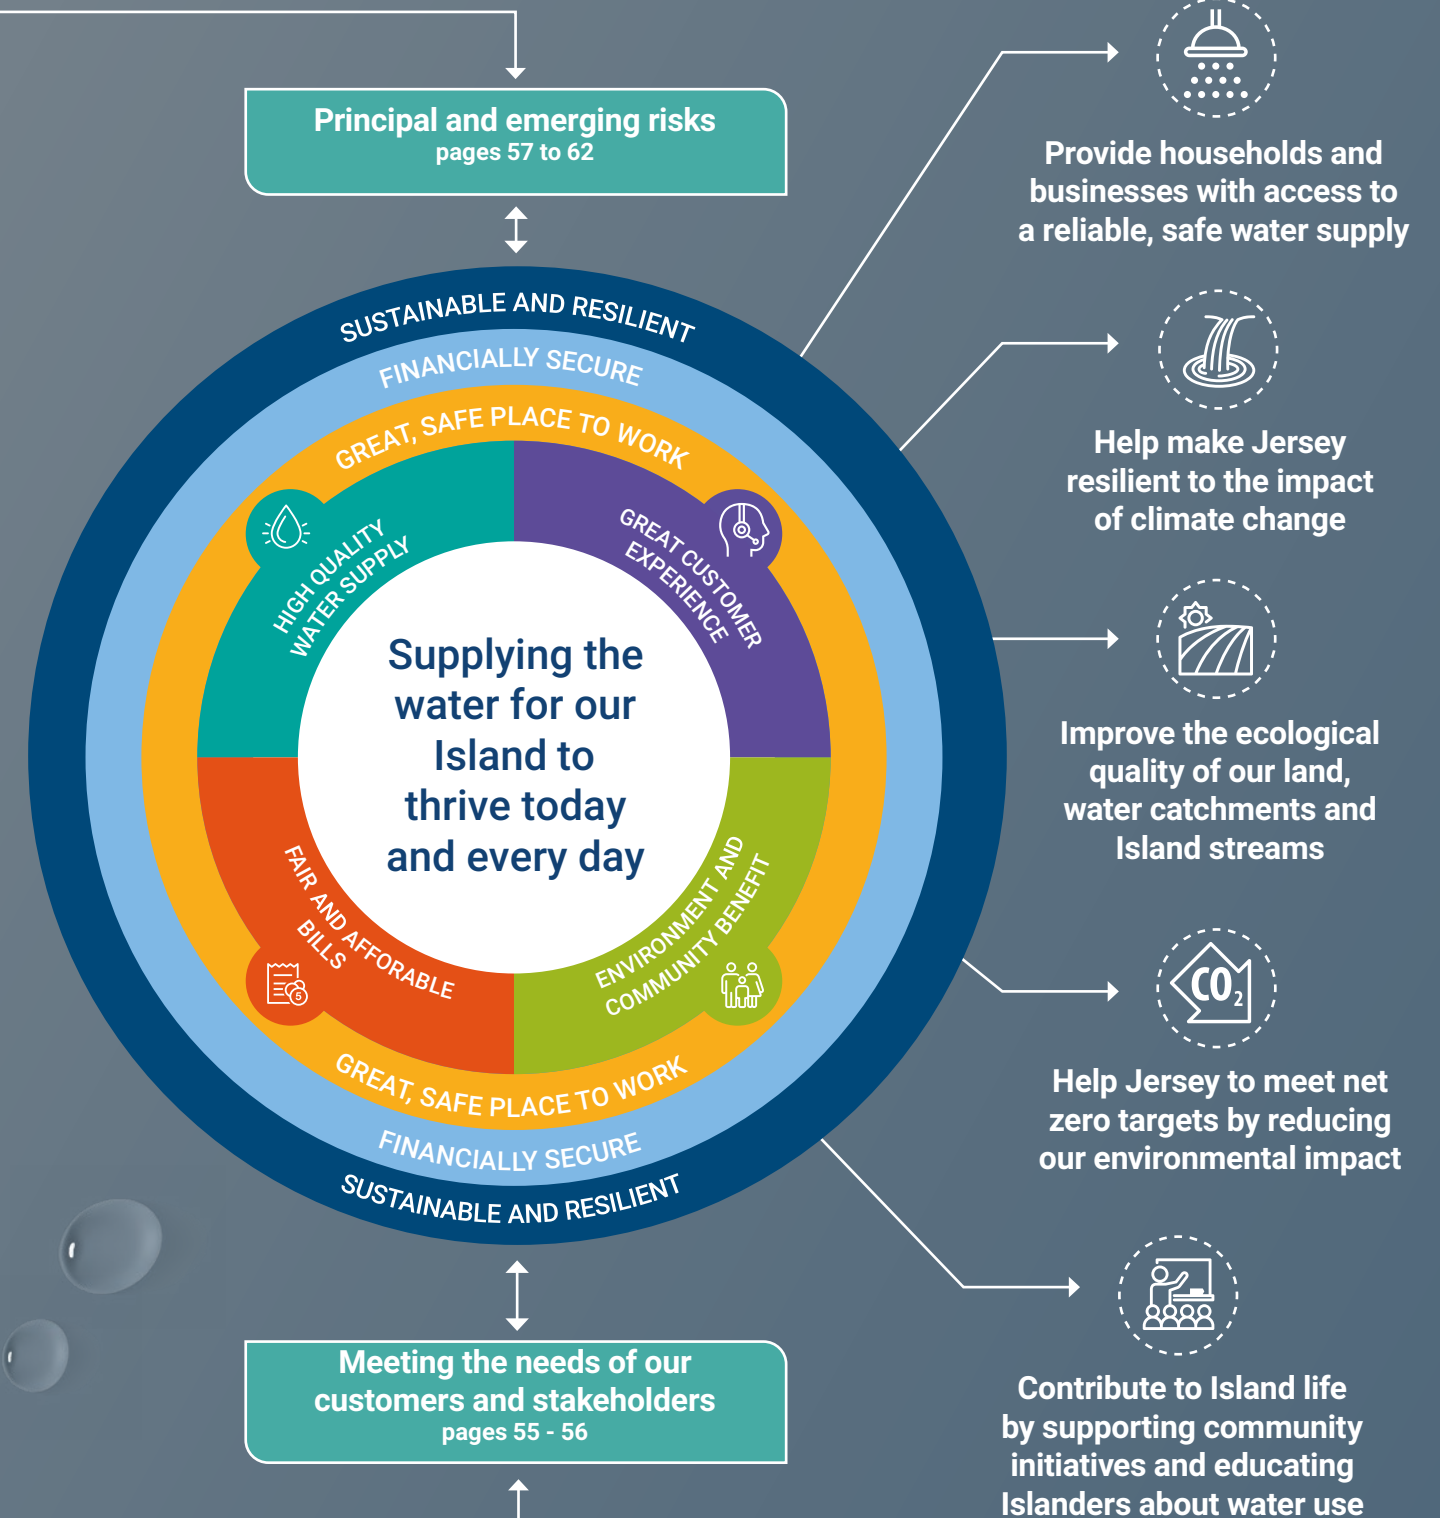 Principal and emerging risks
pages 57 to 62
SUSTAINABLE AND RESILIENT
FINANCIALLY SECURE
GREAT, SAFE PLACE TO WORK
HIGH QUALITY
WATER SUPPLY
GREAT CUSTOMER
EXPERIENCE
Supplying the
water for our
Island to
thrive today
and every day
FAIR AND AFFORABLE
BILLS
5
ENVIRONMENT AND
COMMUNITY BENEFIT
GREAT, SAFE PLACE TO WORK
FINANCIALLY SECURE
SUSTAINABLE AND RESILIENT
Meeting the needs of our
customers and stakeholders
pages 55 - 56
Provide households and
businesses with access to
a reliable, safe water supply
Help make Jersey
resilient to the impact
of climate change
Improve the ecological
quality of our land,
water catchments and
Island streams
CO₂
Help Jersey to meet net
zero targets by reducing
our environmental impact
Contribute to Island life
by supporting community
initiatives and educating
Islanders about water use